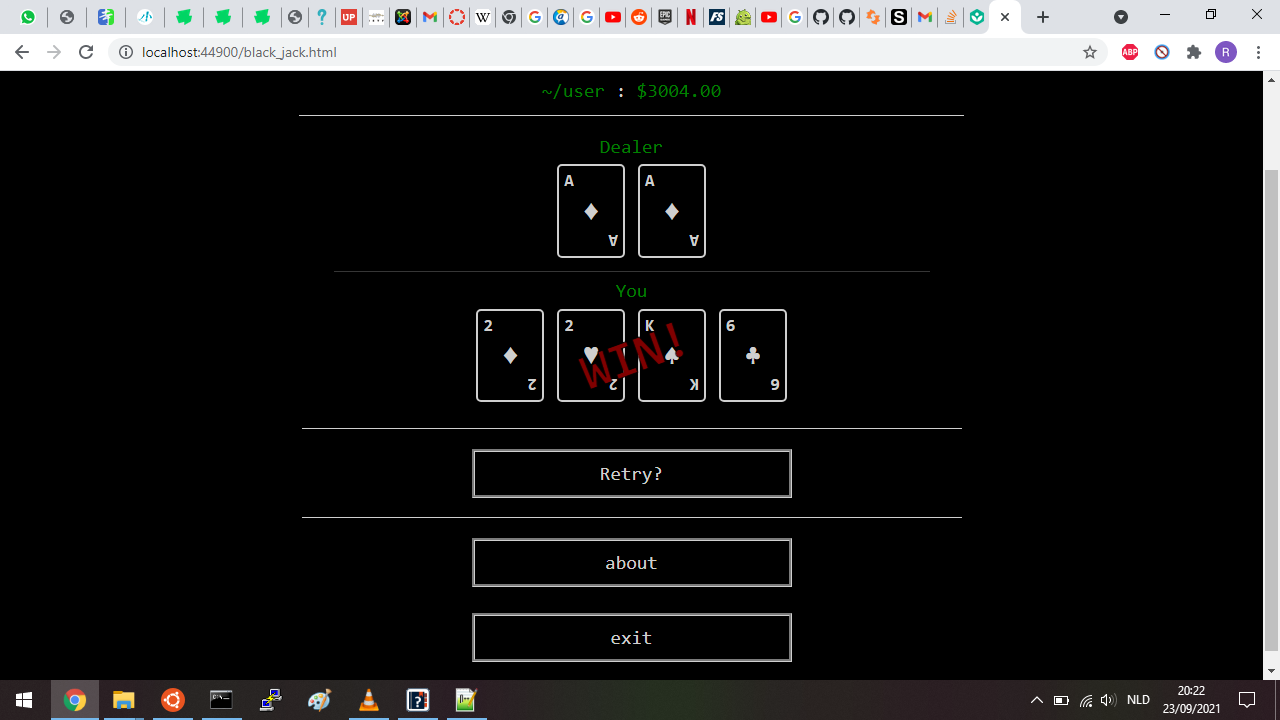 localhost:44900/black_jack.html
ABP
R
~/user : $3004.00
Dealer
A A
♦ ♦
A A
You
2 2 K 6
♦ ♥ ♠ ♣
2 2 K 6
WIN!
Retry?
about
exit
NLD
20:22
23/09/2021